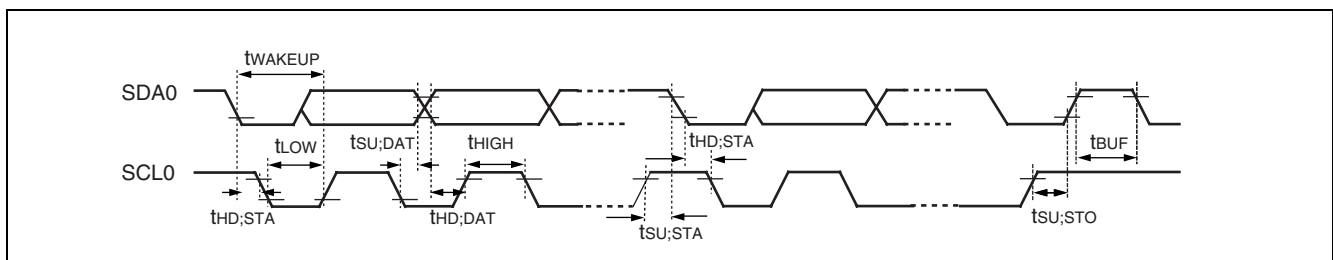 tWAKEUP
SDA0
tHD;STA
tLOW
tSU;DAT
tHIGH
tBUF
SCL0
tHD;STA
tHD;DAT
tSU;STA
tSU;STO